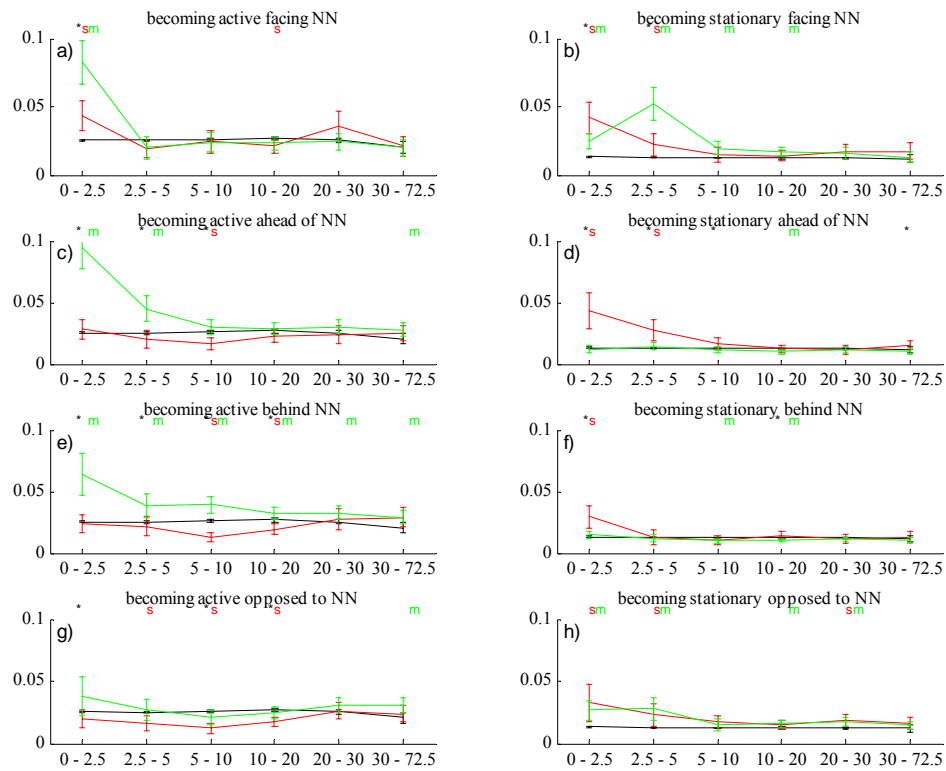 becoming active facing NN
*sm s
a)
0.1
0.05
0
0 - 2.5 2.5 - 5 5 - 10 10 - 20 20 - 30 30 - 72.5
becoming stationary facing NN
*sm *sm m m
b)
0.1
0.05
0
0 - 2.5 2.5 - 5 5 - 10 10 - 20 20 - 30 30 - 72.5
becoming active ahead of NN
* m * m *s m
c)
0.1
0.05
0
0 - 2.5 2.5 - 5 5 - 10 10 - 20 20 - 30 30 - 72.5
becoming stationary ahead of NN
*s *s * m *
d)
0.1
0.05
0
0 - 2.5 2.5 - 5 5 - 10 10 - 20 20 - 30 30 - 72.5
becoming active behind NN
* m * m *sm *sm m m
e)
0.1
0.05
0
0 - 2.5 2.5 - 5 5 - 10 10 - 20 20 - 30 30 - 72.5
becoming stationary behind NN
*s m *m
f)
0.1
0.05
0
0 - 2.5 2.5 - 5 5 - 10 10 - 20 20 - 30 30 - 72.5
becoming active opposed to NN
* s *s *s m
g)
0.1
0.05
0
0 - 2.5 2.5 - 5 5 - 10 10 - 20 20 - 30 30 - 72.5
becoming stationary opposed to NN
sm sm m sm
h)
0.1
0.05
0
0 - 2.5 2.5 - 5 5 - 10 10 - 20 20 - 30 30 - 72.5